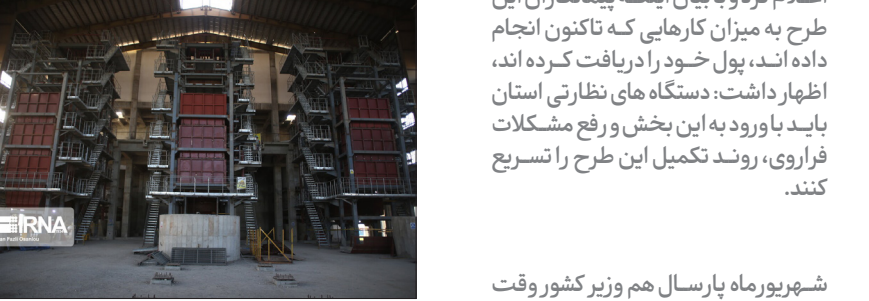 طرح به میزان کارهایی که تاکنون انجام
داده اند، پول خود را دریافت کرده اند،
اظهار داشت: دستگاه های نظارتی استان
باید با ورود به این بخش و رفع مشکلات
فراروی، روند تکمیل این طرح را تسریع
کنند.
شهریورماه پارسال هم وزیر کشور وقت
IRNA